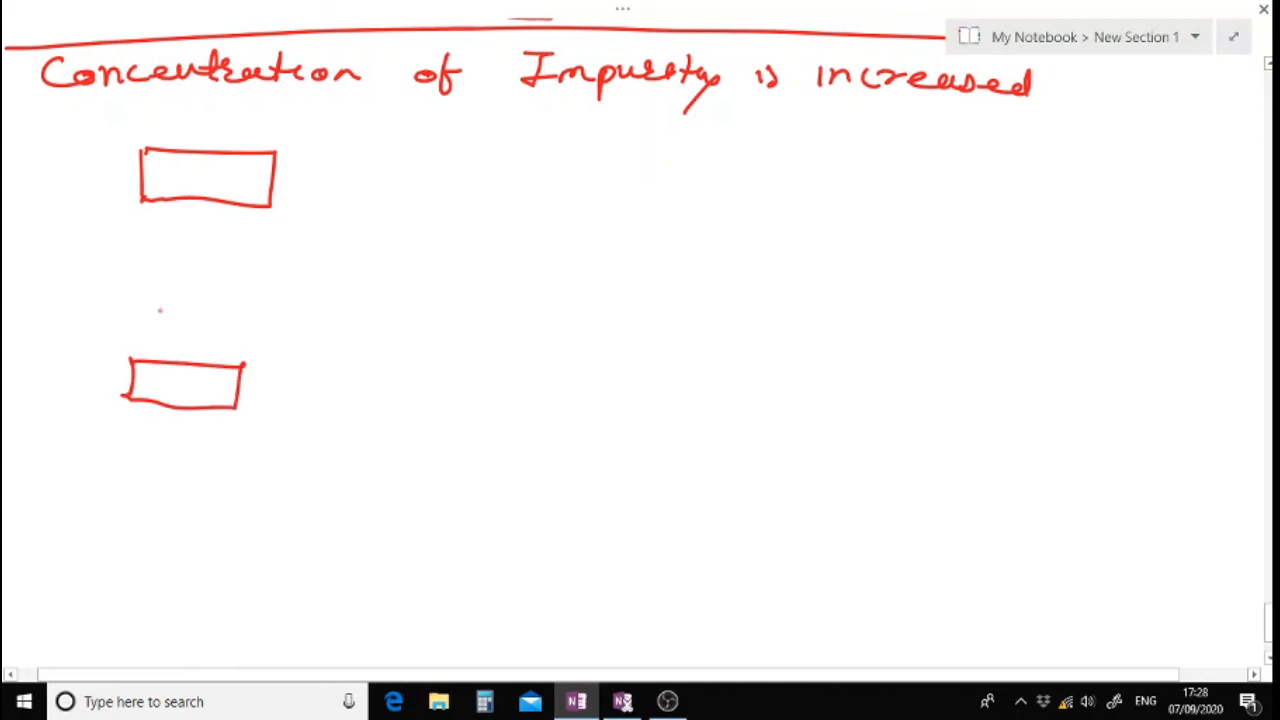 ...
My Notebook > New Section 1
Concentration of Impurity is increased
Type here to search
ENG
17:28
07/09/2020
1